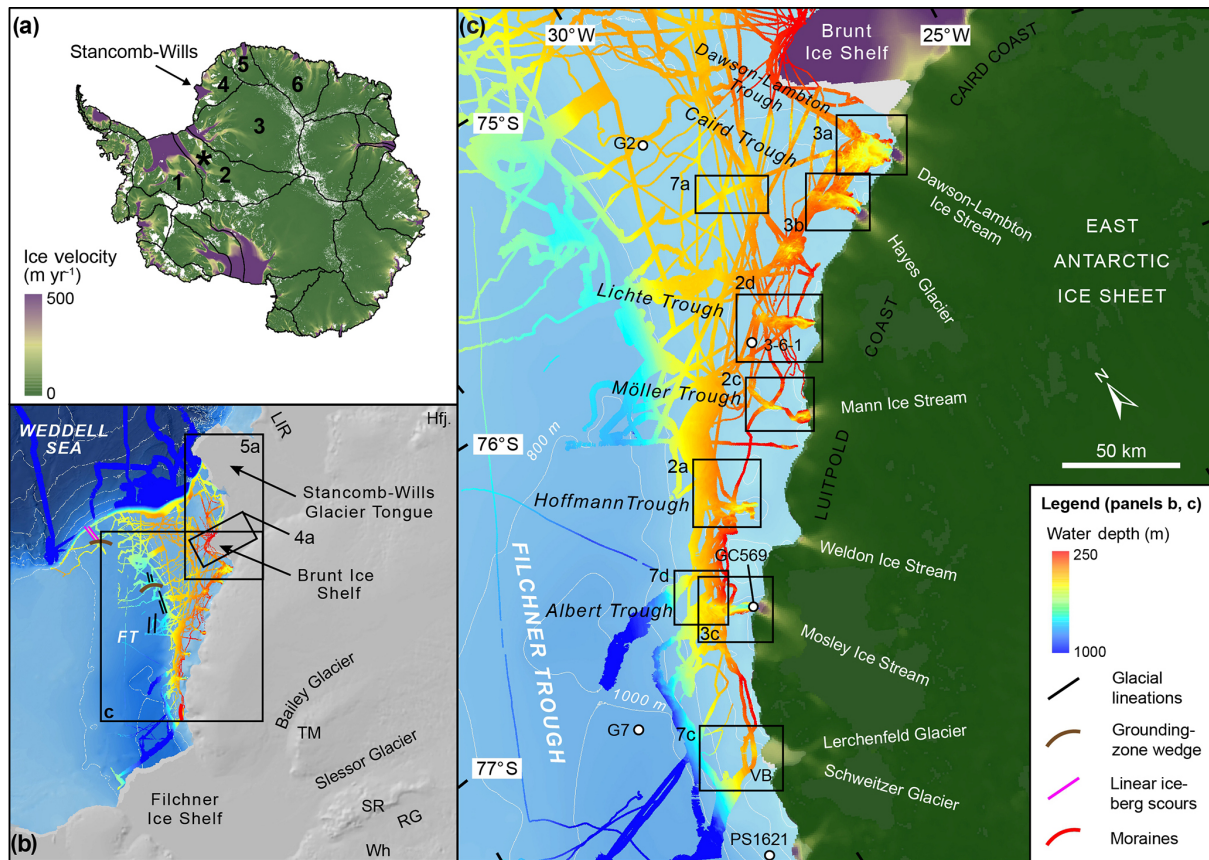 (a)
Stancomb-Wills
5
4
6
3
*
1
2
Ice velocity
(m yr⁻¹)
500
0
WEDDELL
SEA
LIR
Hfj.
5a
Stancomb-Wills
Glacier Tongue
4a
Brunt Ice
Shelf
FT
c
Bailey Glacier
TM
Slessor Glacier
SR
RG
Filchner
Ice Shelf
Wh
(b)
(c)
30° W
25° W
Brunt
Ice Shelf
CAIRD COAST
Dawson-Lambton
Trough
75° S
G2
Caird Trough
3a
7a
3b
Dawson-Lambton
Ice Stream
Hayes Glacier
EAST
ANTARCTIC
ICE SHEET
Lichte Trough
2d
3-6-1
LUITPOLD COAST
Möller Trough
2c
Mann Ice Stream
N
50 km
76° S
800 m
2a
Hoffmann Trough
GC569
Weldon Ice Stream
FILCHNER TROUGH
Albert Trough
7d
3c
Mosley Ice Stream
1000 m
G7
7c
VB
Lerchenfeld Glacier
Schweitzer Glacier
77° S
PS1621
Legend (panels b, c)
Water depth (m)
250
1000
Glacial
lineations
Grounding-
zone wedge
Linear ice-
berg scours
Moraines